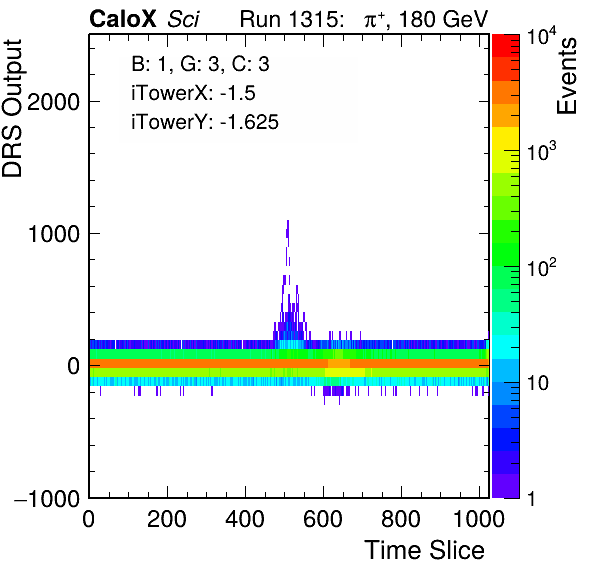 CaloX Sci Run 1315: π⁺, 180 GeV
B: 1, G: 3, C: 3
iTowerX: -1.5
iTowerY: -1.625
DRS Output
2000
1000
0
−1000
0 200 400 600 800 1000
Time Slice
Events
10⁴
10³
10²
10
1